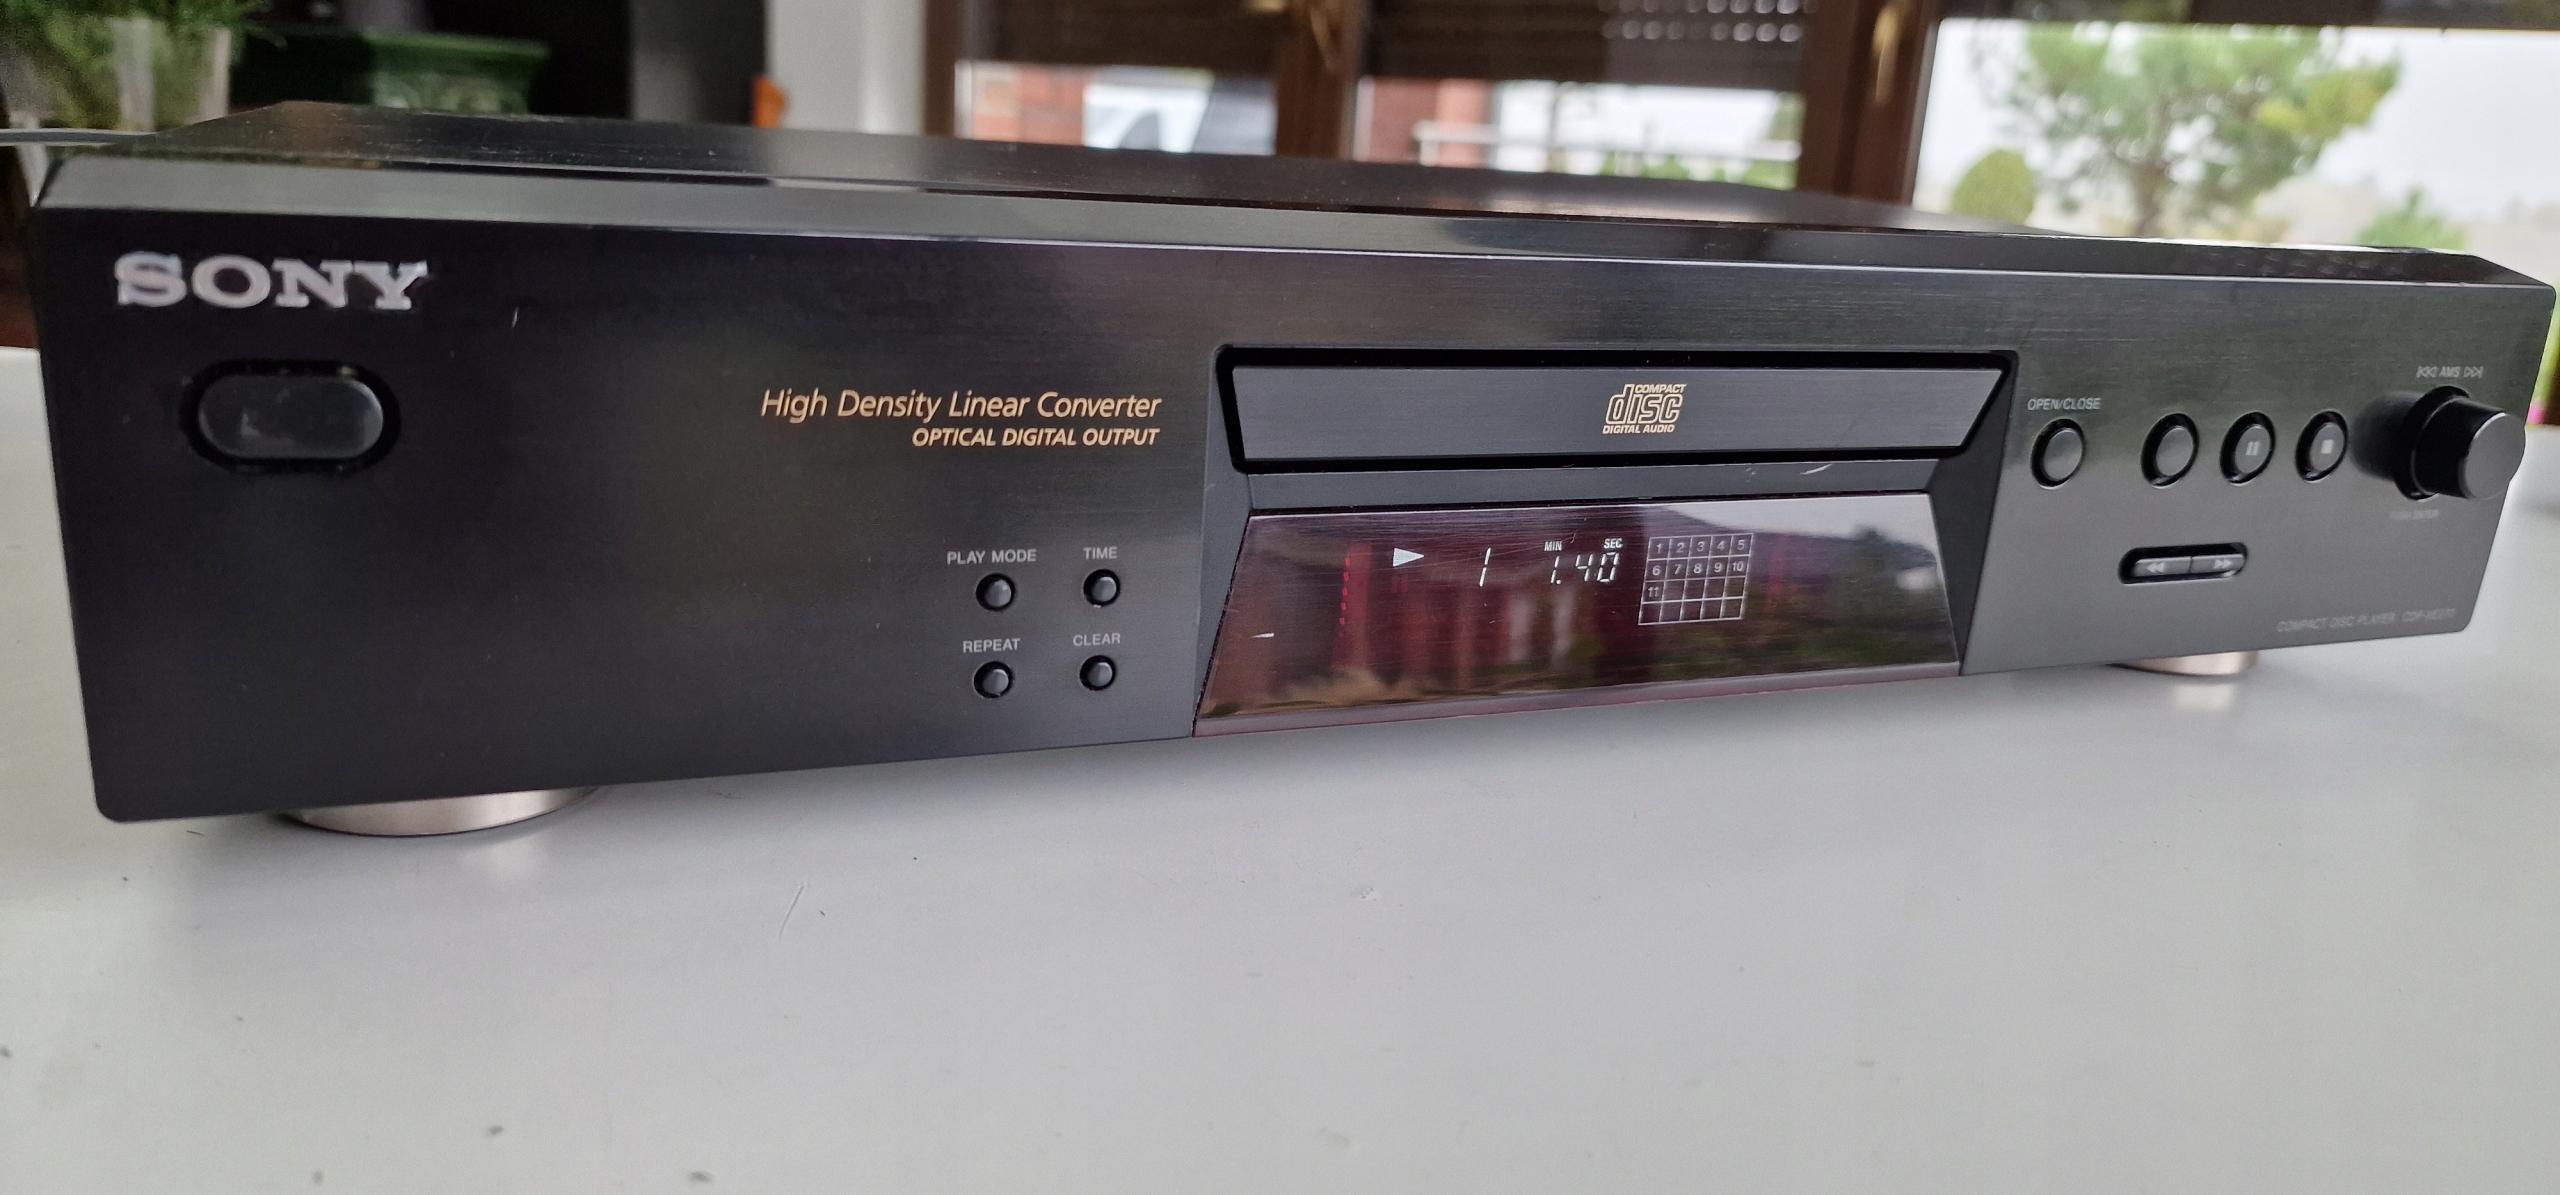 SONY
High Density Linear Converter
OPTICAL DIGITAL OUTPUT
COMPACT
disc
DIGITAL AUDIO
OPEN/CLOSE
AMS
PLAY MODE
TIME
REPEAT
CLEAR
MIN SEC
1 1.40
1 2 3 4 5
6 7 8 9 10
11
COMPACT DISC PLAYER